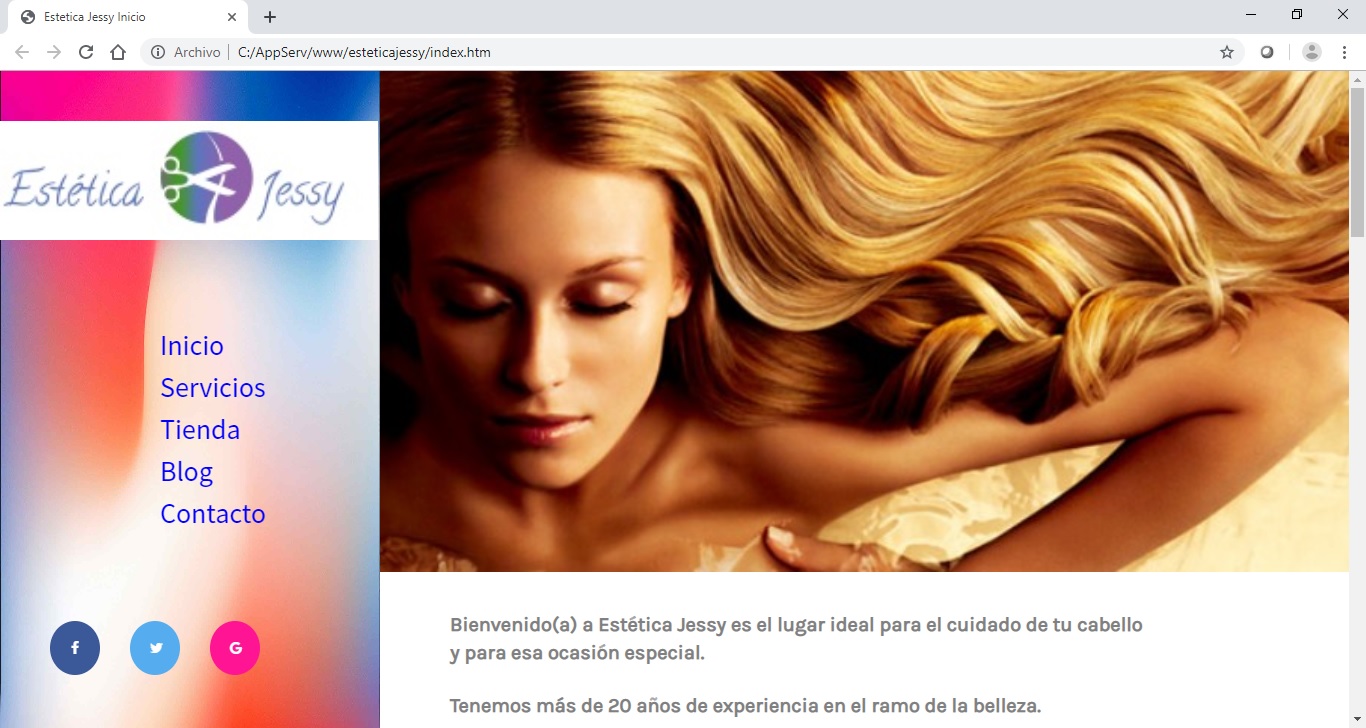 Estetica Jessy Inicio
Archivo C:/AppServ/www/esteticajessy/index.htm
Estética Jessy
Inicio
Servicios
Tienda
Blog
Contacto
f G
Bienvenido(a) a Estética Jessy es el lugar ideal para el cuidado de tu cabello
y para esa ocasión especial.
Tenemos más de 20 años de experiencia en el ramo de la belleza.